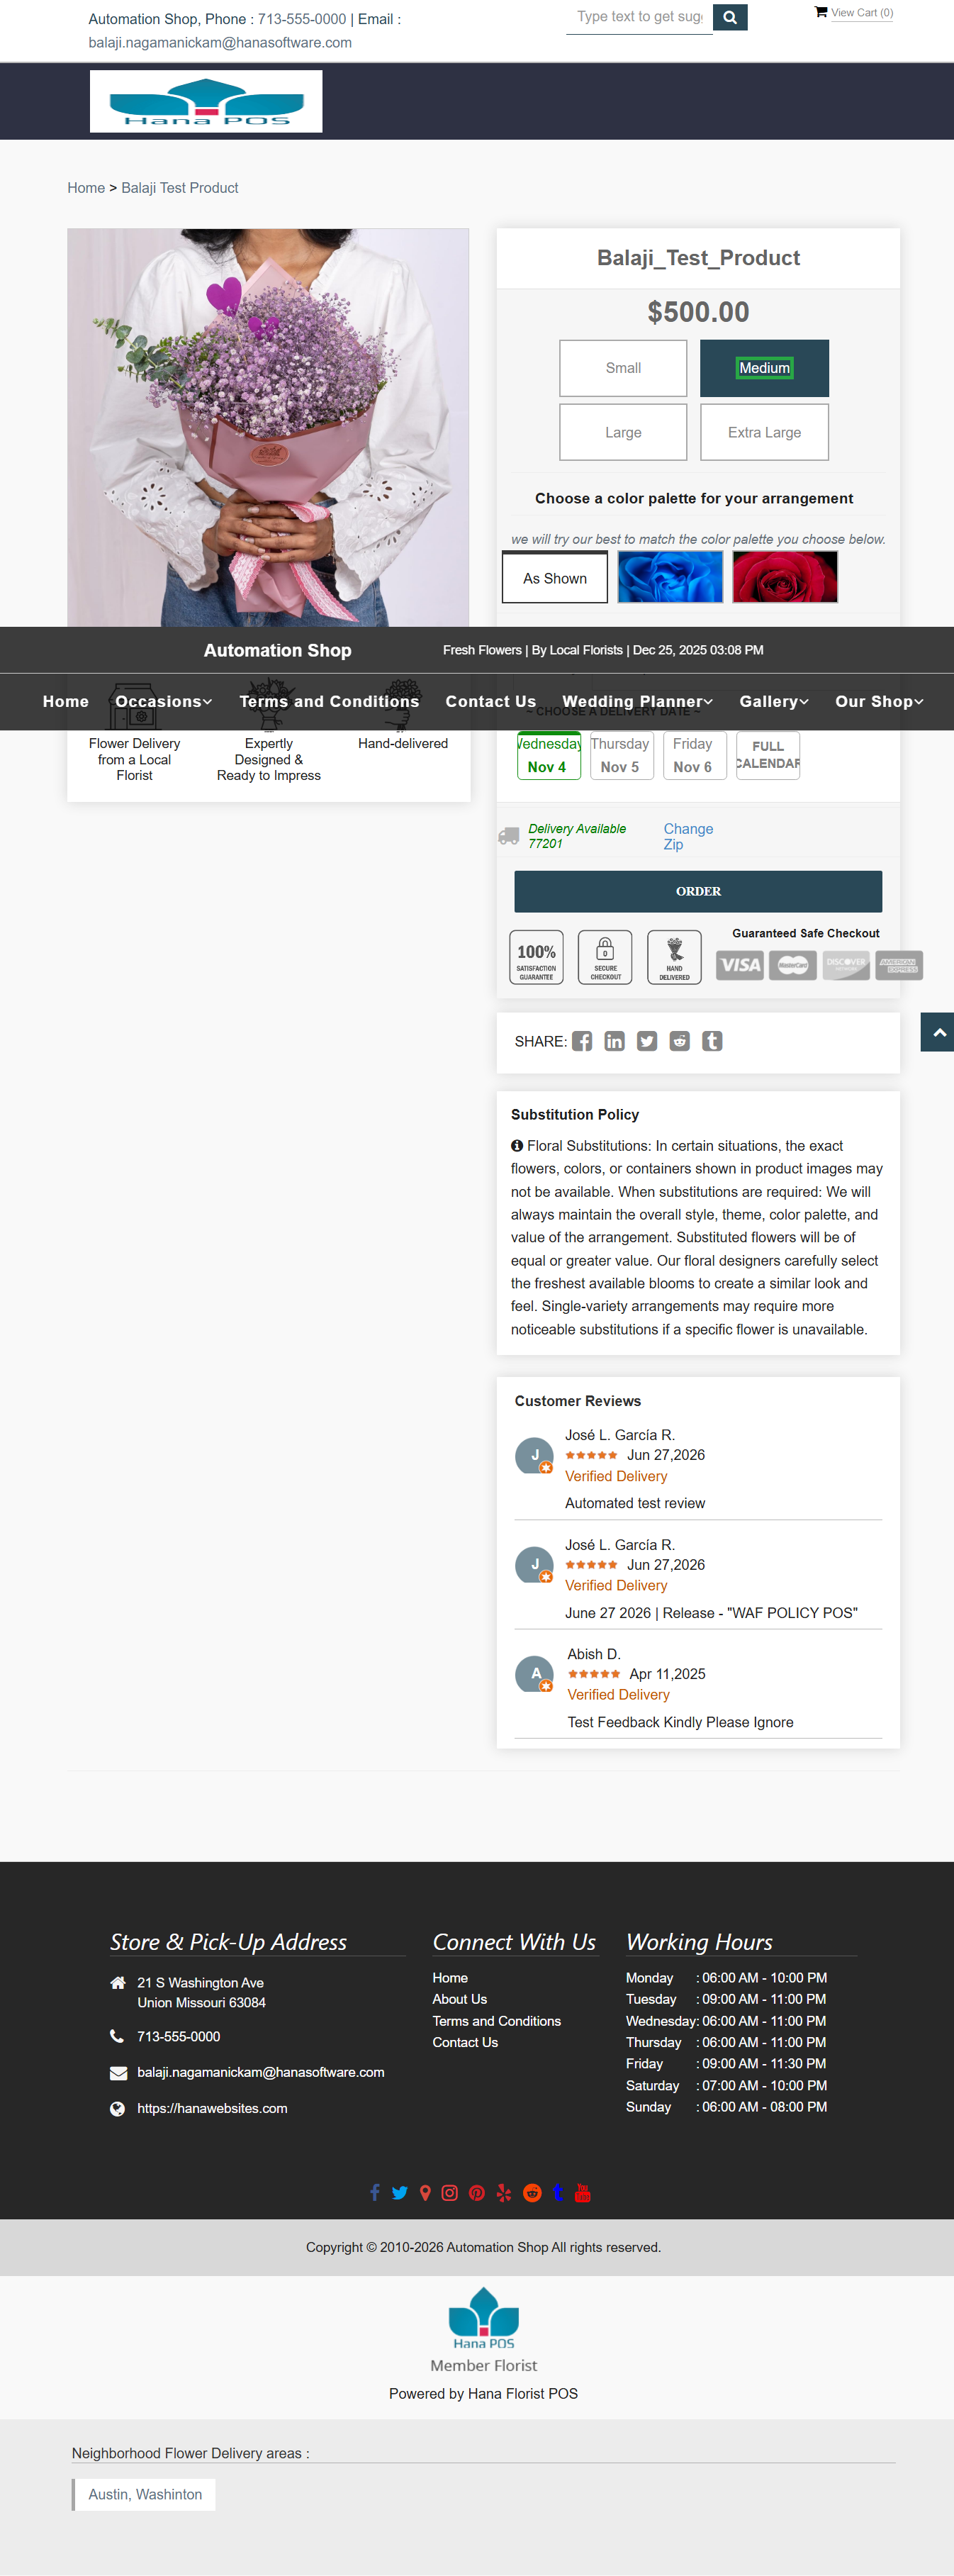 Automation Shop, Phone : 713-555-0000 | Email :
balaji.nagamanickam@hanasoftware.com
Type text to get sug
View Cart (0)
Hana POS
Home > Balaji Test Product
Balaji_Test_Product
$500.00
Small
Medium
Large
Extra Large
Choose a color palette for your arrangement
we will try our best to match the color palette you choose below.
As Shown
Automation Shop
Fresh Flowers | By Local Florists | Dec 25, 2025 03:08 PM
Home
Occasions
Terms and Conditions
Contact Us
Wedding Planner
Gallery
Our Shop
~ CHOOSE A DELIVERY DATE ~
Flower Delivery
from a Local
Florist
Expertly
Designed &
Ready to Impress
Hand-delivered
Wednesday
Nov 4
Thursday
Nov 5
Friday
Nov 6
FULL
CALENDAR
Delivery Available
77201
Change
Zip
ORDER
100%
SATISFACTION
GUARANTEE
SECURE
CHECKOUT
HAND
DELIVERED
Guaranteed Safe Checkout
VISA
MasterCard
DISCOVER
NETWORK
AMERICAN
EXPRESS
SHARE:
Substitution Policy
Floral Substitutions: In certain situations, the exact
flowers, colors, or containers shown in product images may
not be available. When substitutions are required: We will
always maintain the overall style, theme, color palette, and
value of the arrangement. Substituted flowers will be of
equal or greater value. Our floral designers carefully select
the freshest available blooms to create a similar look and
feel. Single-variety arrangements may require more
noticeable substitutions if a specific flower is unavailable.
Customer Reviews
J
José L. García R.
Jun 27,2026
Verified Delivery
Automated test review
J
José L. García R.
Jun 27,2026
Verified Delivery
June 27 2026 | Release - "WAF POLICY POS"
A
Abish D.
Apr 11,2025
Verified Delivery
Test Feedback Kindly Please Ignore
Store & Pick-Up Address
21 S Washington Ave
Union Missouri 63084
713-555-0000
balaji.nagamanickam@hanasoftware.com
https://hanawebsites.com
Connect With Us
Home
About Us
Terms and Conditions
Contact Us
Working Hours
Monday : 06:00 AM - 10:00 PM
Tuesday : 09:00 AM - 11:00 PM
Wednesday: 06:00 AM - 11:00 PM
Thursday : 06:00 AM - 11:00 PM
Friday : 09:00 AM - 11:30 PM
Saturday : 07:00 AM - 10:00 PM
Sunday : 06:00 AM - 08:00 PM
Copyright © 2010-2026 Automation Shop All rights reserved.
Hana POS
Member Florist
Powered by Hana Florist POS
Neighborhood Flower Delivery areas :
Austin, Washinton